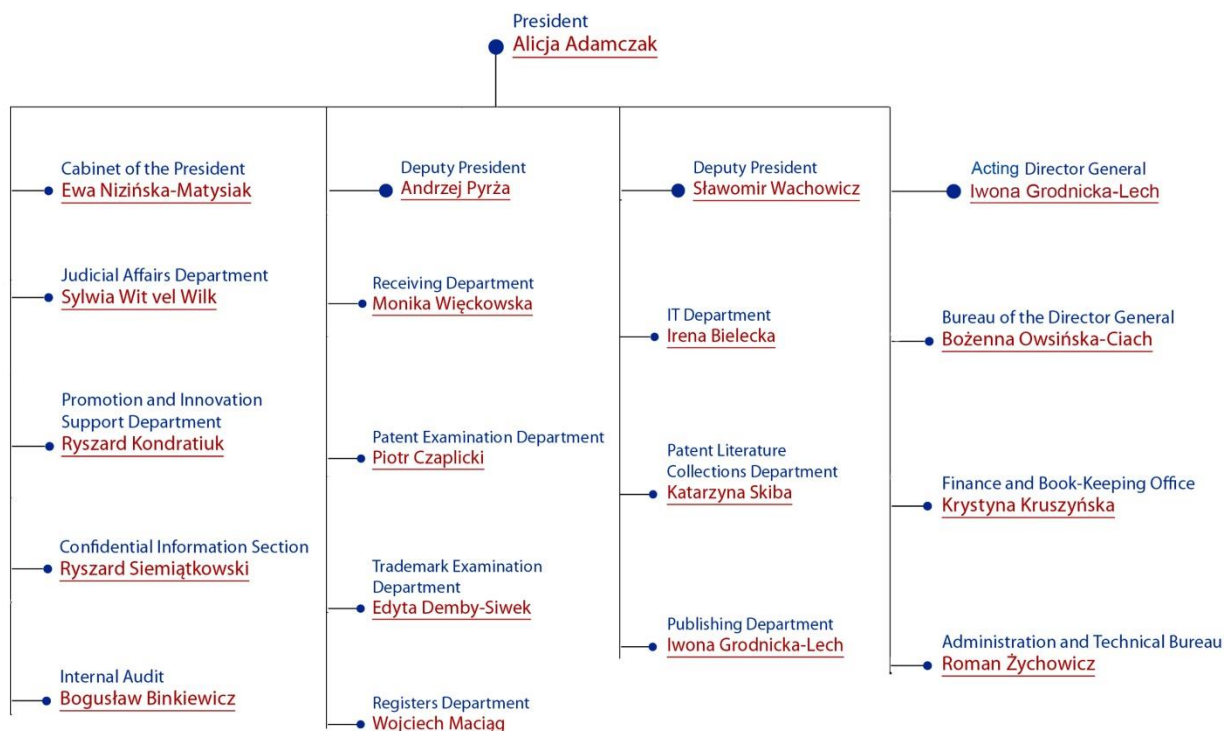 President
Alicja Adamczak
Cabinet of the President
Ewa Nizińska-Matysiak
Judicial Affairs Department
Sylwia Wit vel Wilk
Promotion and Innovation
Support Department
Ryszard Kondratiuk
Confidential Information Section
Ryszard Siemiątkowski
Internal Audit
Bogusław Binkiewicz
Deputy President
Andrzej Pyrża
Receiving Department
Monika Więckowska
Patent Examination Department
Piotr Czaplicki
Trademark Examination
Department
Edyta Demby-Siwek
Registers Department
Wojciech Maciąg
Deputy President
Sławomir Wachowicz
IT Department
Irena Bielecka
Patent Literature
Collections Department
Katarzyna Skiba
Publishing Department
Iwona Grodnicka-Lech
Acting Director General
Iwona Grodnicka-Lech
Bureau of the Director General
Bożenna Owsińska-Ciach
Finance and Book-Keeping Office
Krystyna Kruszyńska
Administration and Technical Bureau
Roman Żychowicz